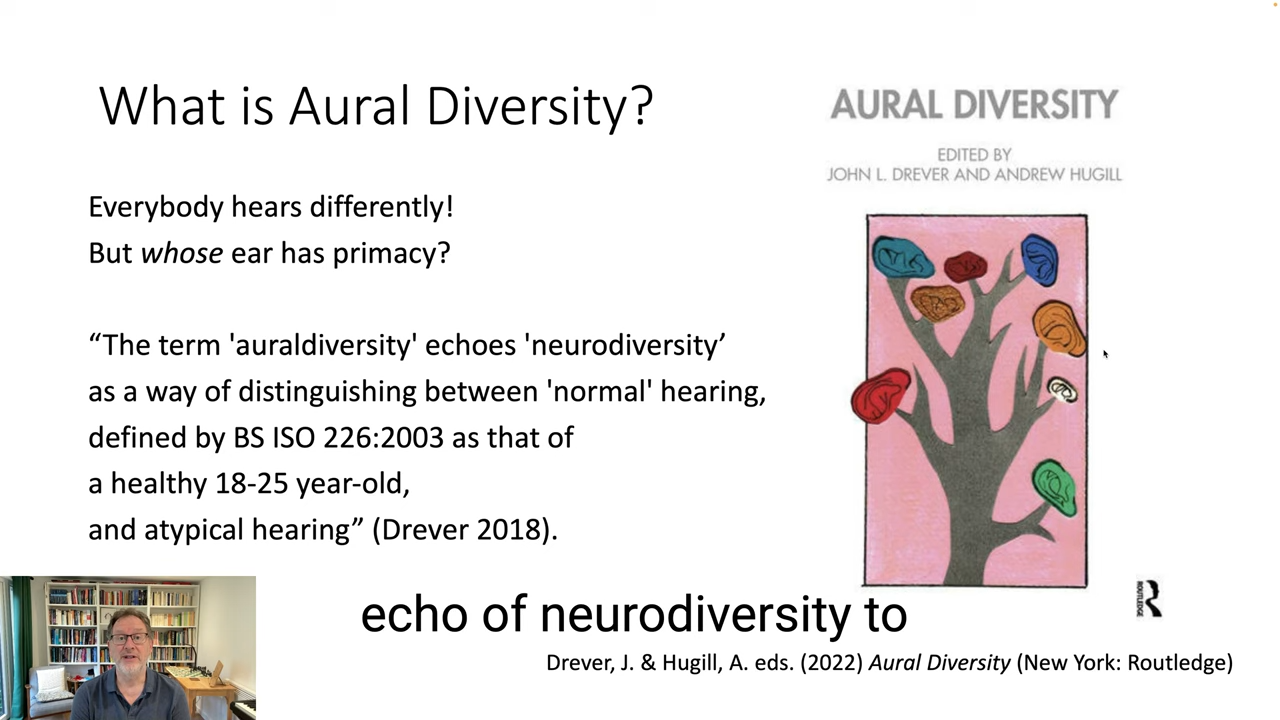 What is Aural Diversity?
Everybody hears differently!
But whose ear has primacy?
“The term 'auraldiversity' echoes 'neurodiversity’
as a way of distinguishing between 'normal' hearing,
defined by BS ISO 226:2003 as that of
a healthy 18-25 year-old,
and atypical hearing” (Drever 2018).
AURAL DIVERSITY
EDITED BY
JOHN L. DREVER AND ANDREW HUGILL
ROUTLEDGE
echo of neurodiversity to
Drever, J. & Hugill, A. eds. (2022) Aural Diversity (New York: Routledge)